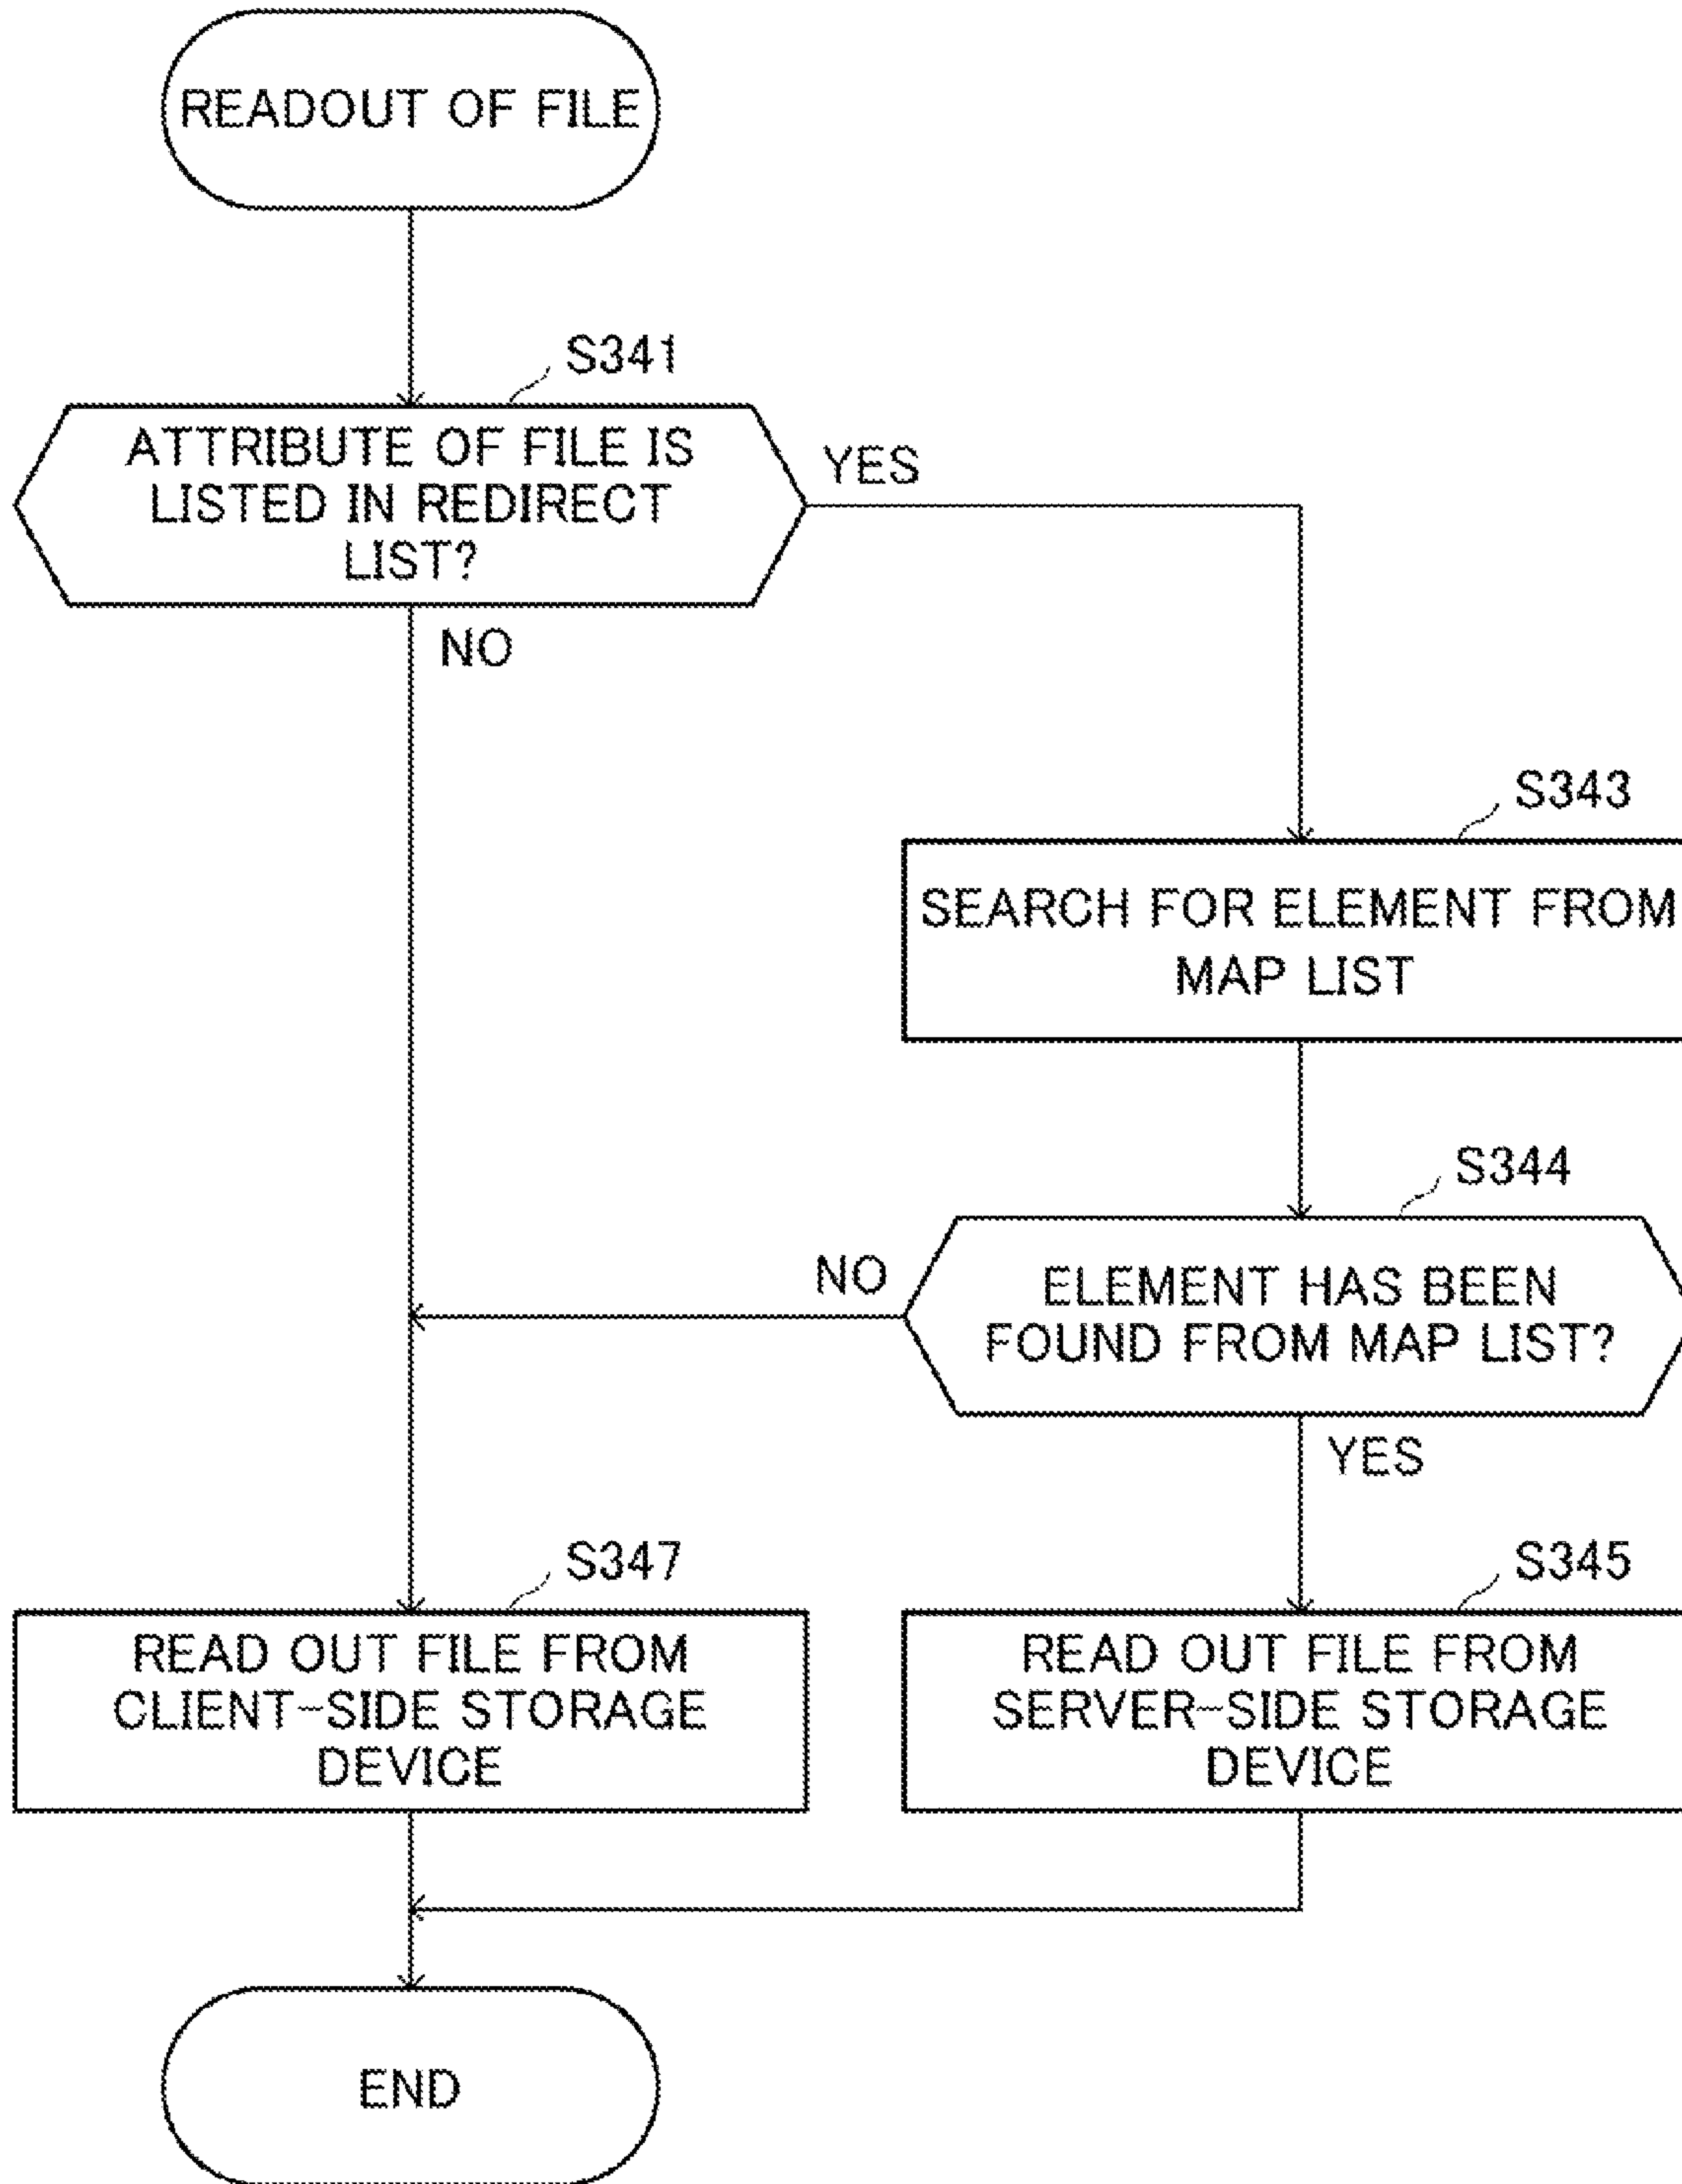 READOUT OF FILE
S341
ATTRIBUTE OF FILE IS
LISTED IN REDIRECT
LIST?
YES
NO
S343
SEARCH FOR ELEMENT FROM
MAP LIST
S344
NO
ELEMENT HAS BEEN
FOUND FROM MAP LIST?
YES
S347
READ OUT FILE FROM
CLIENT-SIDE STORAGE
DEVICE
S345
READ OUT FILE FROM
SERVER-SIDE STORAGE
DEVICE
END